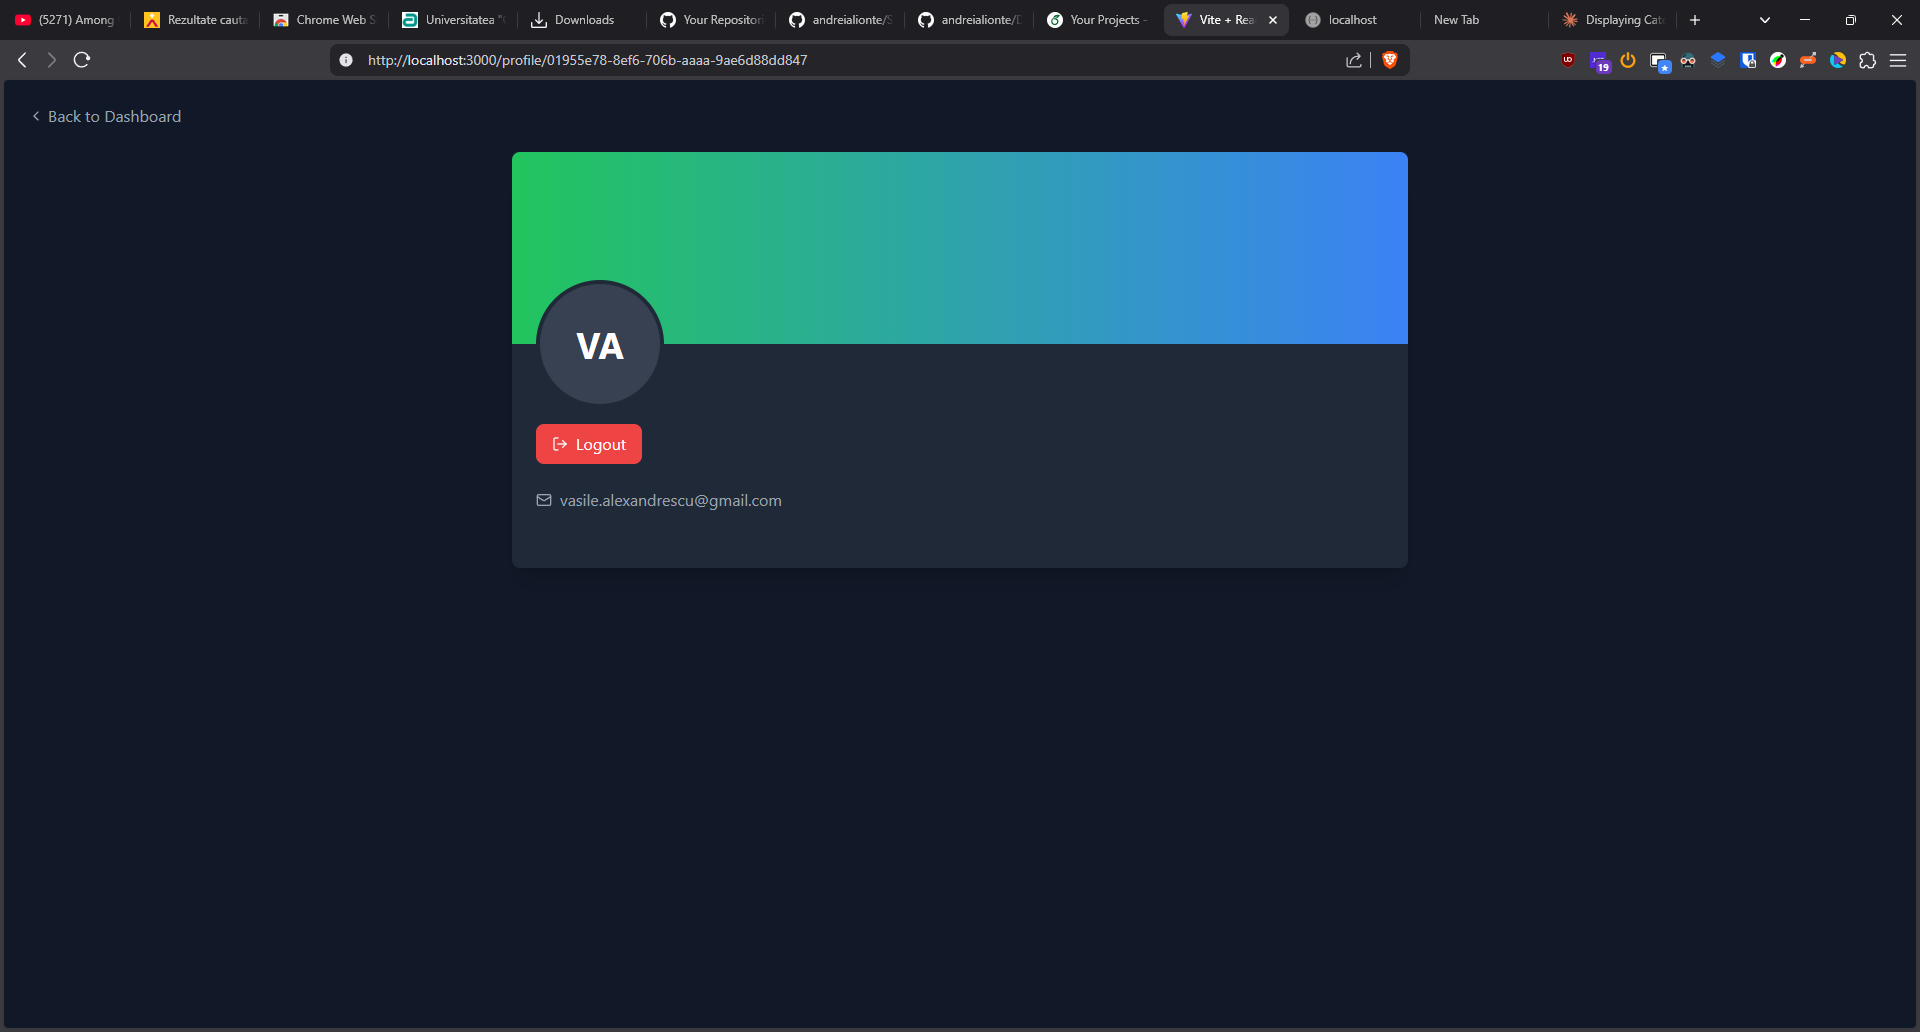 (5271) Among
Rezultate cauta
Chrome Web S
Universitatea "
Downloads
Your Repositori
andreialionte/S
andreialionte/
Your Projects -
Vite + Rea
localhost
New Tab
Displaying Cate
http://localhost:3000/profile/01955e78-8ef6-706b-aaaa-9ae6d88dd847
19
Back to Dashboard
VA
Logout
vasile.alexandrescu@gmail.com